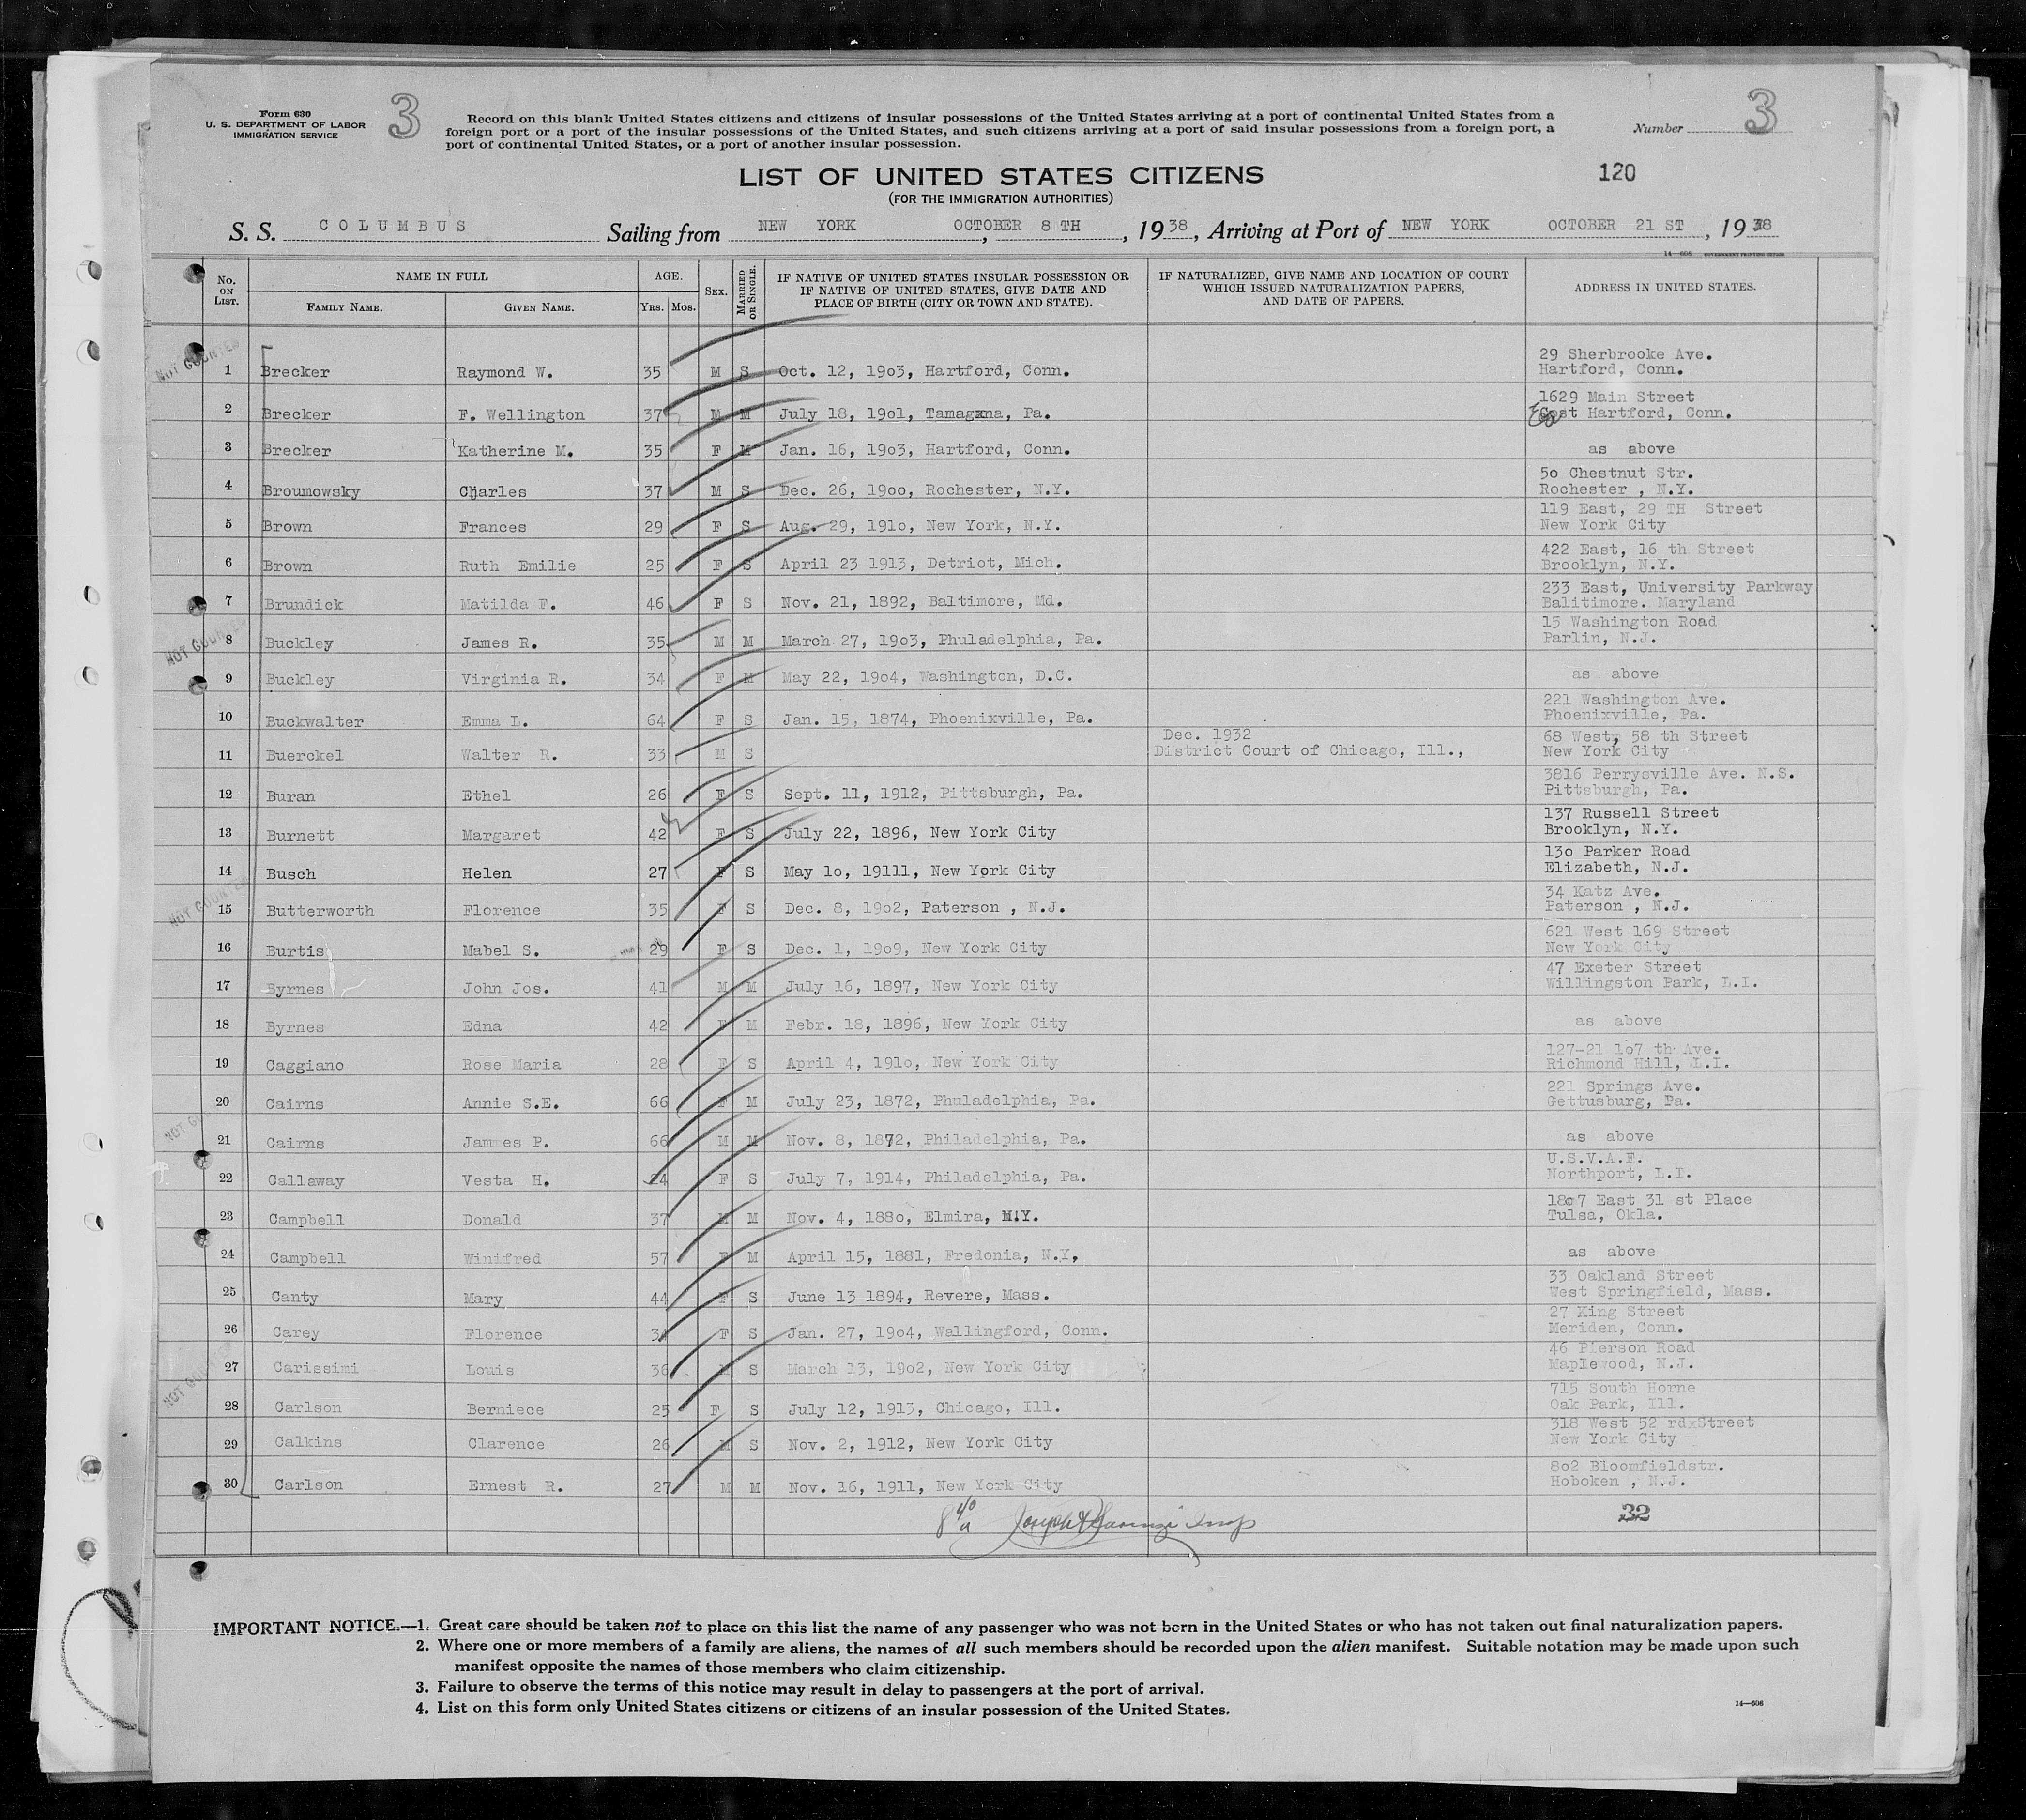 Form 630
U. S. DEPARTMENT OF LABOR
IMMIGRATION SERVICE
3
Record on this blank United States citizens and citizens of insular possessions of the United States arriving at a port of continental United States from a
foreign port or a port of the insular possessions of the United States, and such citizens arriving at a port of said insular possessions from a foreign port, a
port of continental United States, or a port of another insular possession.
Number 3
LIST OF UNITED STATES CITIZENS
(FOR THE IMMIGRATION AUTHORITIES)
120
S. S. COLUMBUS Sailing from NEW YORK OCTOBER 8 TH, 1938, Arriving at Port of NEW YORK OCTOBER 21 ST, 1938
14—608 GOVERNMENT PRINTING OFFICE
No. ON LIST. NAME IN FULL FAMILY NAME. GIVEN NAME. AGE. YRS. MOS. SEX. MARRIED OR SINGLE. IF NATIVE OF UNITED STATES INSULAR POSSESSION OR IF NATIVE OF UNITED STATES, GIVE DATE AND PLACE OF BIRTH (CITY OR TOWN AND STATE). IF NATURALIZED, GIVE NAME AND LOCATION OF COURT WHICH ISSUED NATURALIZATION PAPERS, AND DATE OF PAPERS. ADDRESS IN UNITED STATES.
29 Sherbrooke Ave.
1 Brecker Raymond W. 35 M S Oct. 12, 19o3, Hartford, Conn. Hartford, Conn.
1629 Main Street
2 Brecker F. Wellington 37 M M July 18, 19o1, Tamagxna, Pa. East Hartford, Conn.
3 Brecker Katherine M. 35 F M Jan. 16, 19o3, Hartford, Conn. as above
5o Chestnut Str.
4 Broumowsky Charles 37 M S Dec. 26, 19oo, Rochester, N.Y. Rochester , N.Y.
119 East, 29 TH Street
5 Brown Frances 29 F S Aug. 29, 191o, New York, N.Y. New York City
422 East, 16 th Street
6 Brown Ruth Emilie 25 F S April 23 1913, Detriot, Mich. Brooklyn, N.Y.
233 East, University Parkway
7 Brundick Matilda F. 46 F S Nov. 21, 1892, Baltimore, Md. Balitimore. Maryland
15 Washington Road
8 Buckley James R. 35 M M March 27, 19o3, Phuladelphia, Pa. Parlin, N.J.
9 Buckley Virginia R. 34 F M May 22, 19o4, Washington, D.C. as above
221 Washington Ave.
10 Buckwalter Emma L. 64 F S Jan. 15, 1874, Phoenixville, Pa. Phoenixville, Pa.
Dec. 1932 68 West, 58 th Street
11 Buerckel Walter R. 33 M S District Court of Chicago, Ill., New York City
3816 Perrysville Ave. N.S.
12 Buran Ethel 26 F S Sept. 11, 1912, Pittsburgh, Pa. Pittsburgh, Pa.
137 Russell Street
13 Burnett Margaret 42 F S July 22, 1896, New York City Brooklyn, N.Y.
13o Parker Road
14 Busch Helen 27 F S May 1o, 19111, New York City Elizabeth, N.J.
34 Katz Ave.
15 Butterworth Florence 35 F S Dec. 8, 19o2, Paterson , N.J. Paterson , N.J.
621 West 169 Street
16 Burtis Mabel S. 29 F S Dec. 1, 19o9, New York City New York City
47 Exeter Street
17 Byrnes John Jos. 41 M M July 16, 1897, New York City Willingston Park, L.I.
18 Byrnes Edna 42 F M Febr. 18, 1896, New York City as above
127-21 1o7 th Ave.
19 Caggiano Rose Maria 28 F S April 4, 191o, New York City Richmond Hill, L.I.
221 Springs Ave.
20 Cairns Annie S.E. 66 F M July 23, 1872, Phuladelphia, Pa. Gettusburg, Pa.
21 Cairns Jammes P. 66 M M Nov. 8, 1872, Philadelphia, Pa. as above
U.S.V.A.F.
22 Callaway Vesta H. 24 F S July 7, 1914, Philadelphia, Pa. Northport, L.I.
18o7 East 31 st Place
23 Campbell Donald 37 M M Nov. 4, 188o, Elmira, N.Y. Tulsa, Okla.
24 Campbell Winifred 57 F M April 15, 1881, Fredonia, N.Y, as above
33 Oakland Street
25 Canty Mary 44 F S June 13 1894, Revere, Mass. West Springfield, Mass.
27 King Street
26 Carey Florence 34 F S Jan. 27, 19o4, Wallingford, Conn. Meriden, Conn.
46 Pierson Road
27 Carissimi Louis 36 M S March 13, 19o2, New York City Maplewood, N.J.
715 South Horne
28 Carlson Berniece 25 F S July 12, 1913, Chicago, Ill. Oak Park, Ill.
318 West 52 rdxStreet
29 Calkins Clarence 26 M S Nov. 2, 1912, New York City New York City
8o2 Bloomfieldstr.
30 Carlson Ernest R. 27 M M Nov. 16, 1911, New York City Hoboken , N.J.
32
IMPORTANT NOTICE.—1. Great care should be taken not to place on this list the name of any passenger who was not born in the United States or who has not taken out final naturalization papers.
2. Where one or more members of a family are aliens, the names of all such members should be recorded upon the alien manifest. Suitable notation may be made upon such
manifest opposite the names of those members who claim citizenship.
3. Failure to observe the terms of this notice may result in delay to passengers at the port of arrival.
4. List on this form only United States citizens or citizens of an insular possession of the United States.
14—608